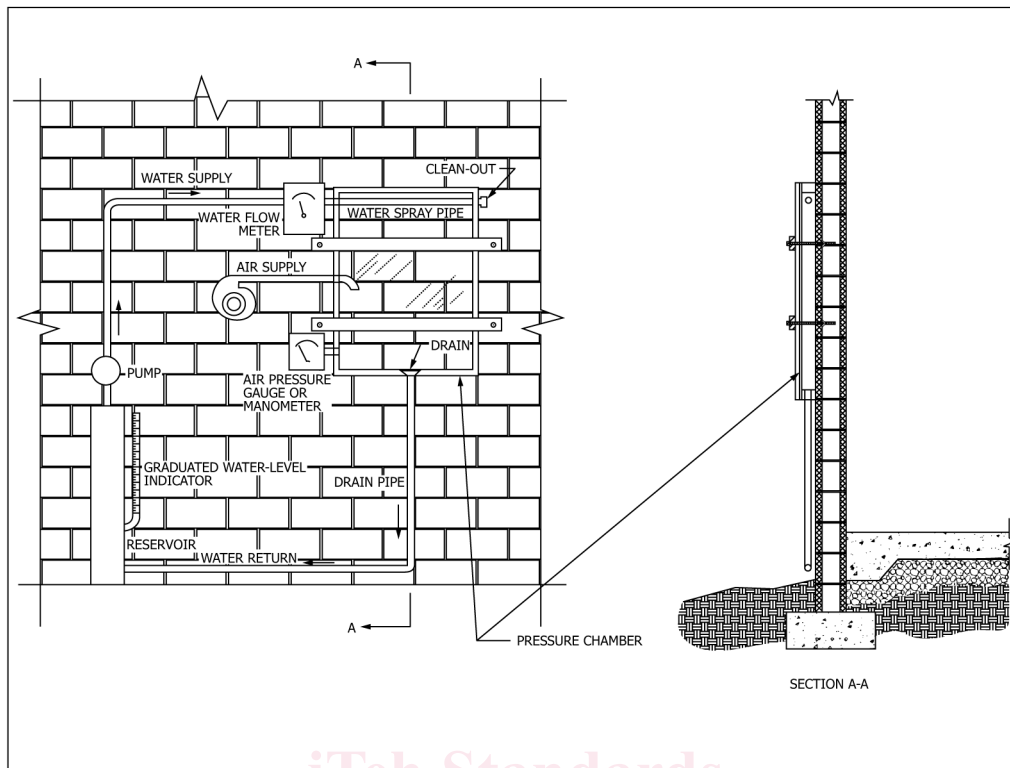 A
CLEAN-OUT
WATER SUPPLY
WATER SPRAY PIPE
WATER FLOW
METER
AIR SUPPLY
DRAIN
PUMP
AIR PRESSURE
GAUGE OR
MANOMETER
GRADUATED WATER-LEVEL
INDICATOR
DRAIN PIPE
RESERVOIR
WATER RETURN
A
PRESSURE CHAMBER
SECTION A-A
iTeh Standards